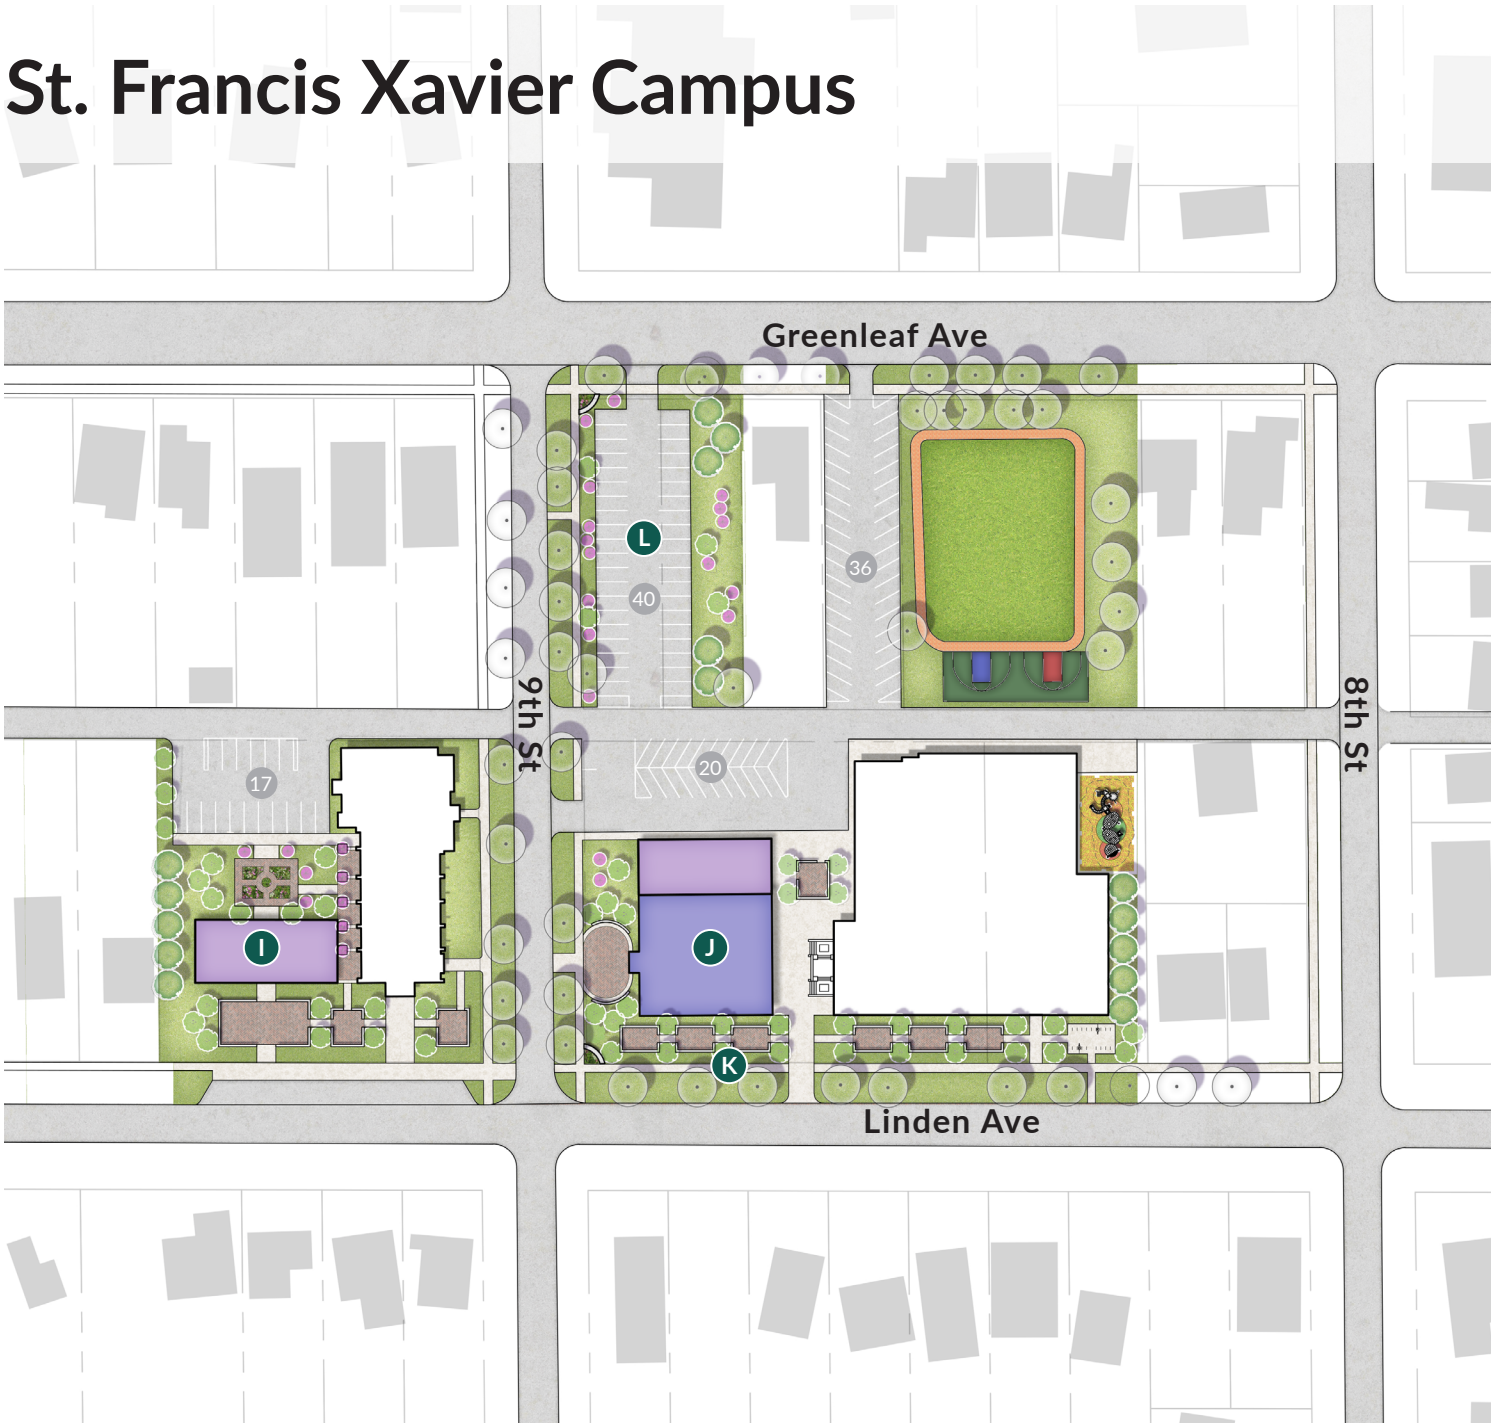 St. Francis Xavier Campus
Greenleaf Ave
L
36
40
9th St
8th St
20
17
I
J
K
Linden Ave